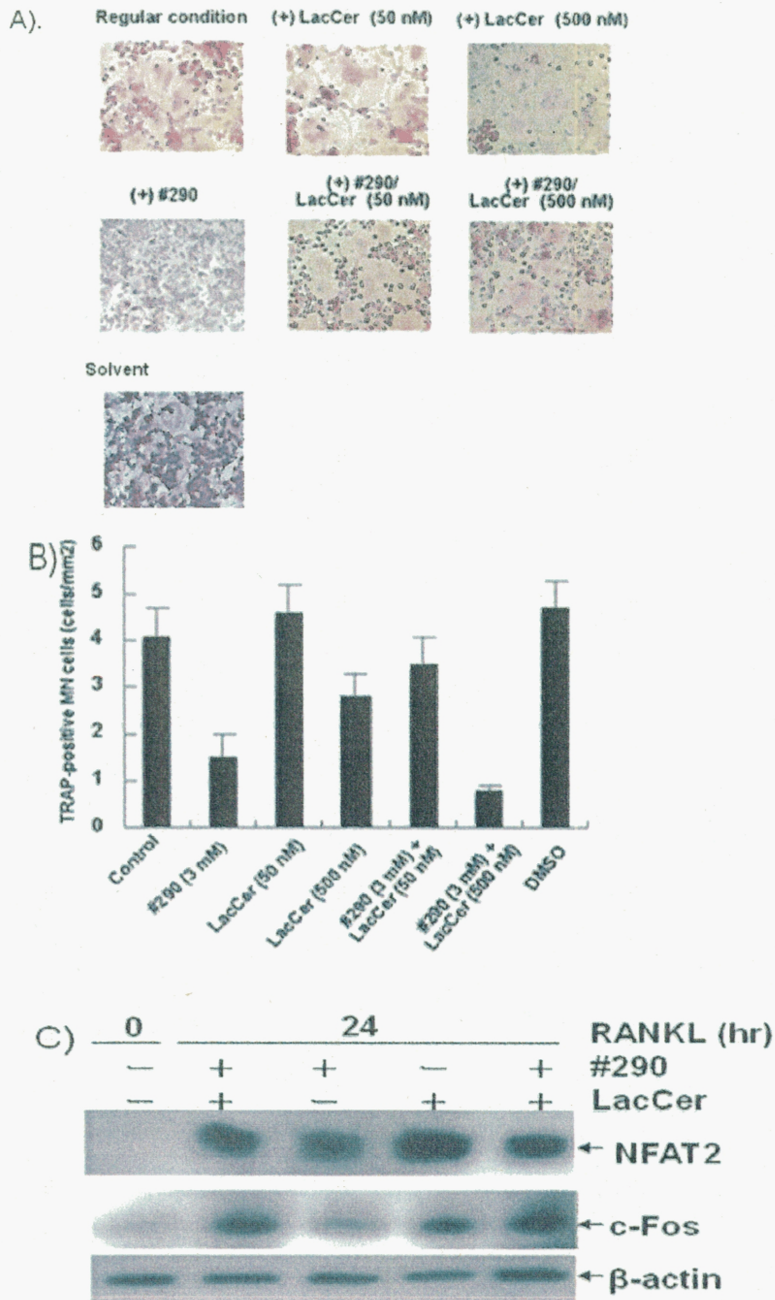 A).
Regular condition
(+) LacCer (50 nM)
(+) LacCer (500 nM)
(+) #290
(+) #290/
LacCer (50 nM)
(+) #290/
LacCer (500 nM)
Solvent
B)
TRAP-positive MN cells (cells/mm2)
6
5
4
3
2
1
0
Control
#290 (3 mM)
LacCer (50 nM)
LacCer (500 nM)
#290 (3 mM) +
LacCer (50 nM)
#290 (3 mM) +
LacCer (500 nM)
DMSO
C)
0 24 RANKL (hr)
− + + − + #290
− + − + + LacCer
NFAT2
c-Fos
β-actin